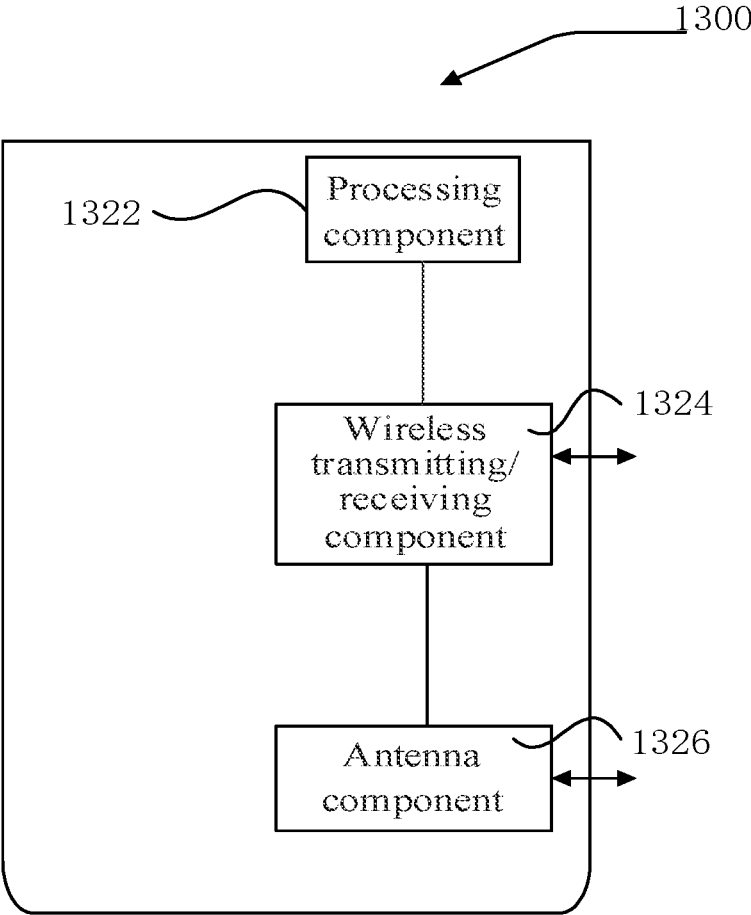 1300
Processing
component
1322
1324
Wireless
transmitting/
receiving
component
1326
Antenna
component